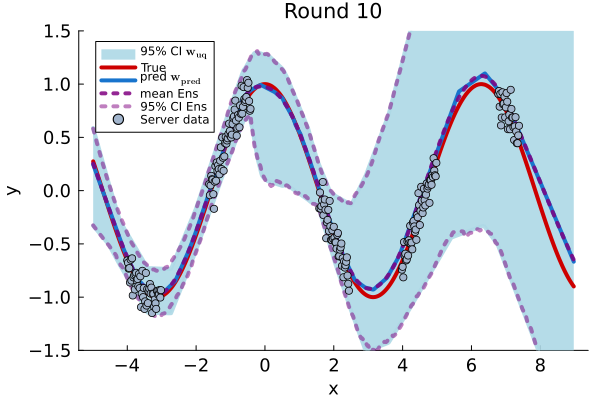 Round 10
1.5
1.0
0.5
0.0
−0.5
−1.0
−1.5
y
95% CI w_uq
True
pred w_pred
mean Ens
95% CI Ens
Server data
−4 −2 0 2 4 6 8
x